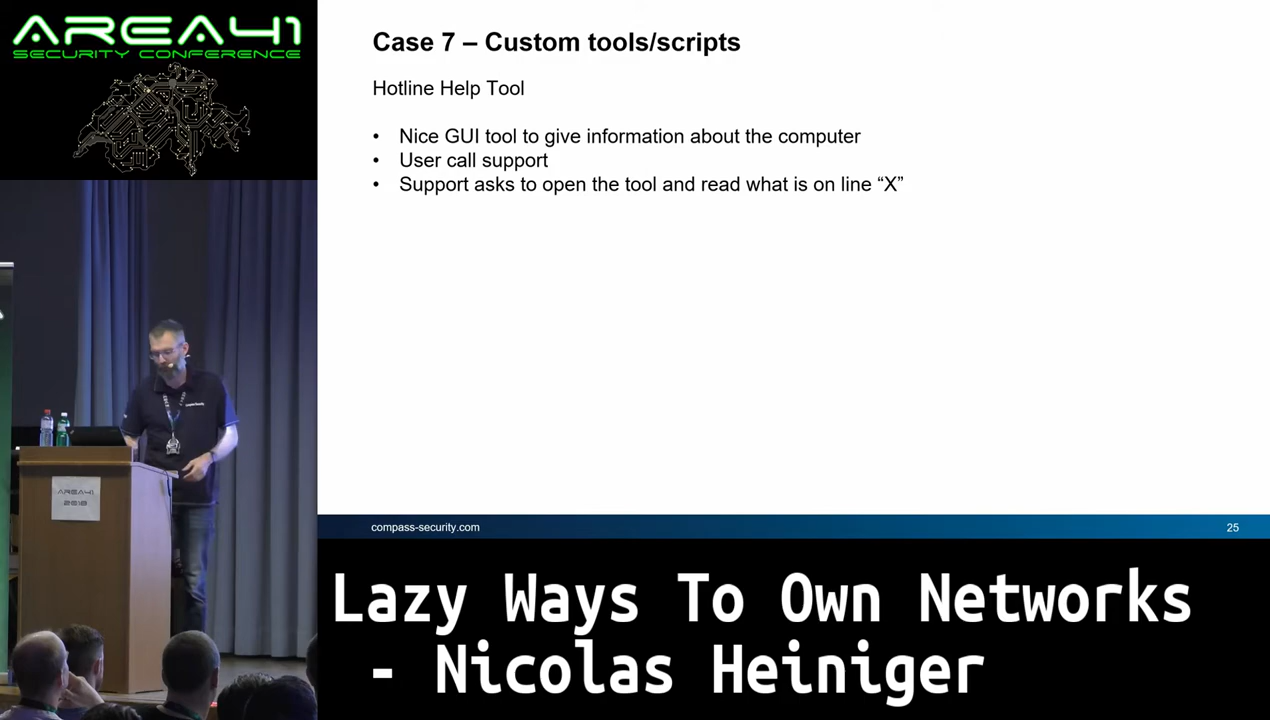 AREA41
SECURITY CONFERENCE
Case 7 – Custom tools/scripts
Hotline Help Tool
• Nice GUI tool to give information about the computer
• User call support
• Support asks to open the tool and read what is on line “X”
AREA41
2018
compass-security.com
25
Lazy Ways To Own Networks
- Nicolas Heiniger